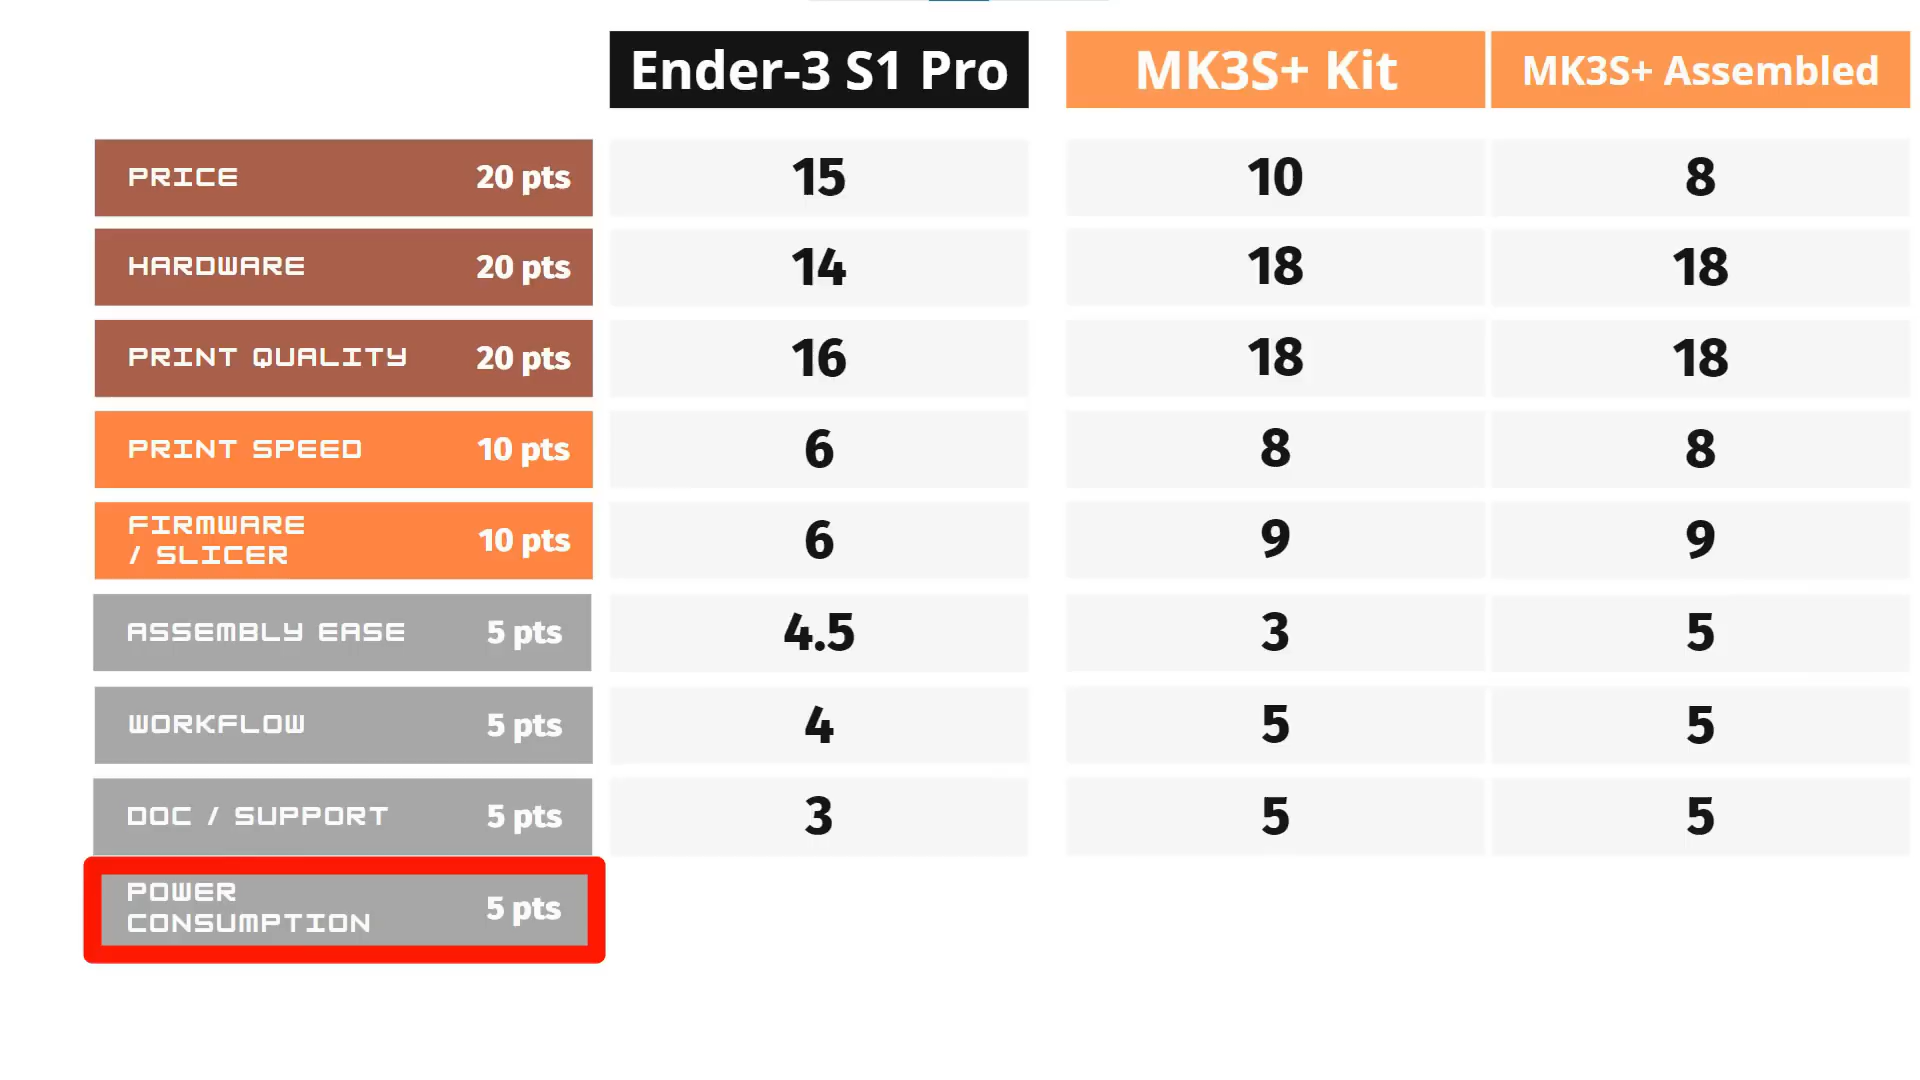 Ender-3 S1 Pro MK3S+ Kit MK3S+ Assembled
PRICE 20 pts 15 10 8
HARDWARE 20 pts 14 18 18
PRINT QUALITY 20 pts 16 18 18
PRINT SPEED 10 pts 6 8 8
FIRMWARE
/ SLICER 10 pts 6 9 9
ASSEMBLY EASE 5 pts 4.5 3 5
WORKFLOW 5 pts 4 5 5
DOC / SUPPORT 5 pts 3 5 5
POWER
CONSUMPTION 5 pts